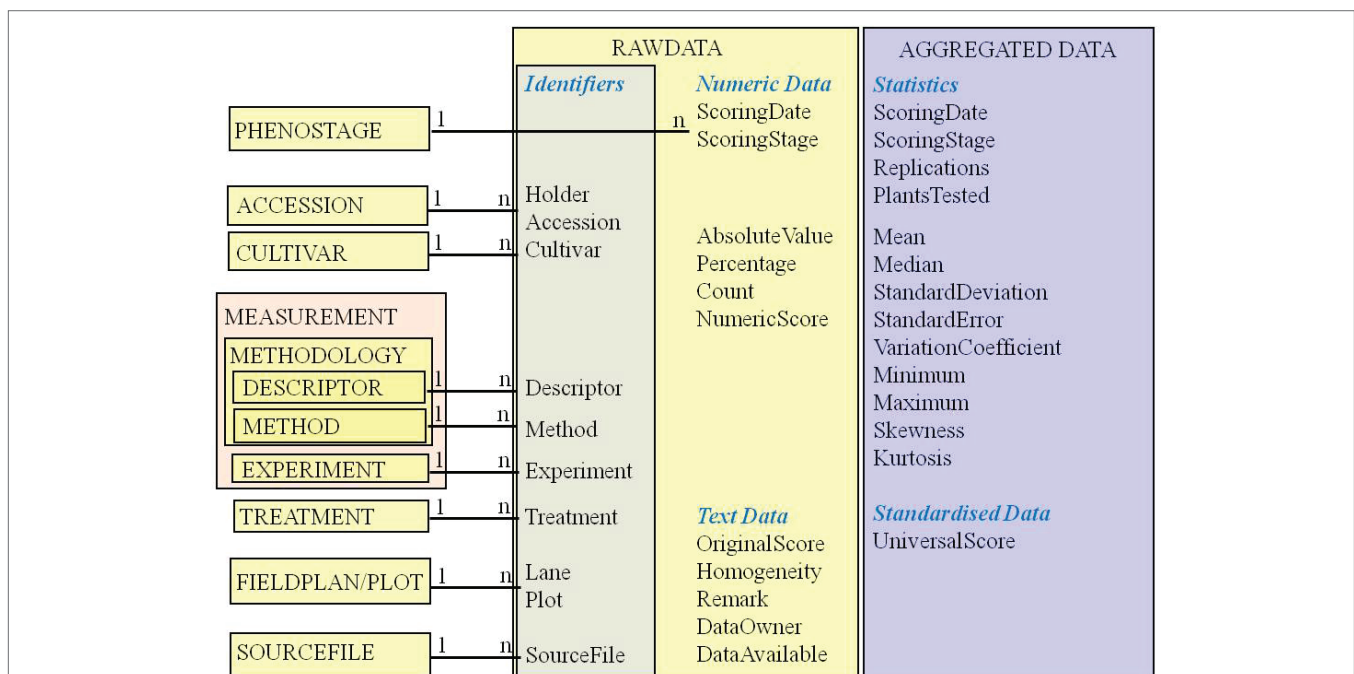 RAWDATA
AGGREGATED DATA
Identifiers
Numeric Data
Statistics
PHENOSTAGE
1
n
ScoringDate
ScoringStage
ScoringDate
ScoringStage
Replications
PlantsTested
ACCESSION
1
n
Holder
Accession
CULTIVAR
1
n
Cultivar
AbsoluteValue
Percentage
Count
NumericScore
Mean
Median
StandardDeviation
StandardError
VariationCoefficient
Minimum
Maximum
Skewness
Kurtosis
MEASUREMENT
METHODOLOGY
DESCRIPTOR
1
n
Descriptor
METHOD
1
n
Method
EXPERIMENT
1
n
Experiment
TREATMENT
1
n
Treatment
Text Data
OriginalScore
Homogeneity
Remark
DataOwner
DataAvailable
Standardised Data
UniversalScore
FIELDPLAN/PLOT
1
n
Lane
Plot
SOURCEFILE
1
n
SourceFile